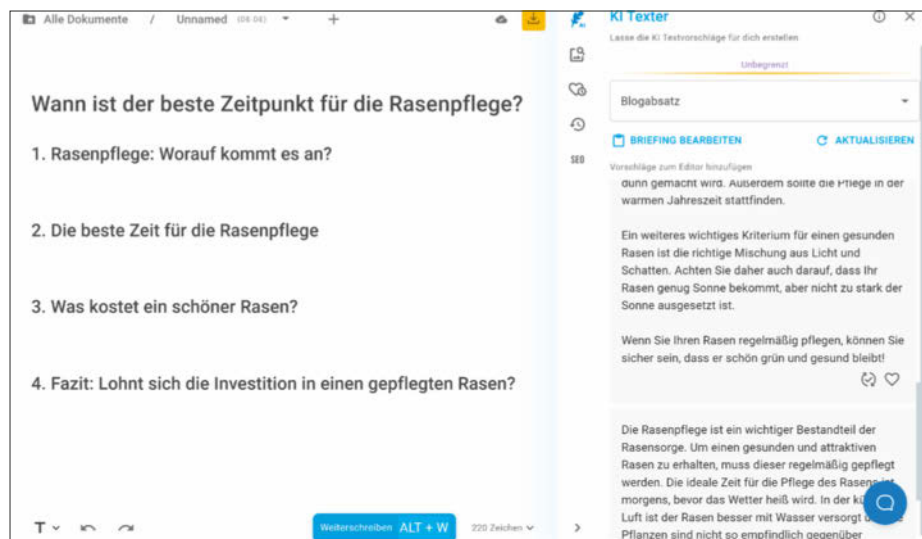 Alle Dokumente / Unnamed
Wann ist der beste Zeitpunkt für die Rasenpflege?
1. Rasenpflege: Worauf kommt es an?
2. Die beste Zeit für die Rasenpflege
3. Was kostet ein schöner Rasen?
4. Fazit: Lohnt sich die Investition in einen gepflegten Rasen?
T
Weiterschreiben ALT + W
220 Zeichen
SEO
KI Texter
Lasse die KI Textvorschläge für dich erstellen
Unbegrenzt
Blogabsatz
BRIEFING BEARBEITEN
AKTUALISIEREN
Vorschläge zum Editor hinzufügen
dünn gemacht wird. Außerdem sollte die Pflege in der
warmen Jahreszeit stattfinden.
Ein weiteres wichtiges Kriterium für einen gesunden
Rasen ist die richtige Mischung aus Licht und
Schatten. Achten Sie daher auch darauf, dass Ihr
Rasen genug Sonne bekommt, aber nicht zu stark der
Sonne ausgesetzt ist.
Wenn Sie Ihren Rasen regelmäßig pflegen, können Sie
sicher sein, dass er schön grün und gesund bleibt!
Die Rasenpflege ist ein wichtiger Bestandteil der
Rasensorge. Um einen gesunden und attraktiven
Rasen zu erhalten, muss dieser regelmäßig gepflegt
werden. Die ideale Zeit für die Pflege des Rasens ist
morgens, bevor das Wetter heiß wird. In der
Luft ist der Rasen besser mit Wasser versorgt
Pflanzen sind nicht so empfindlich gegenüber